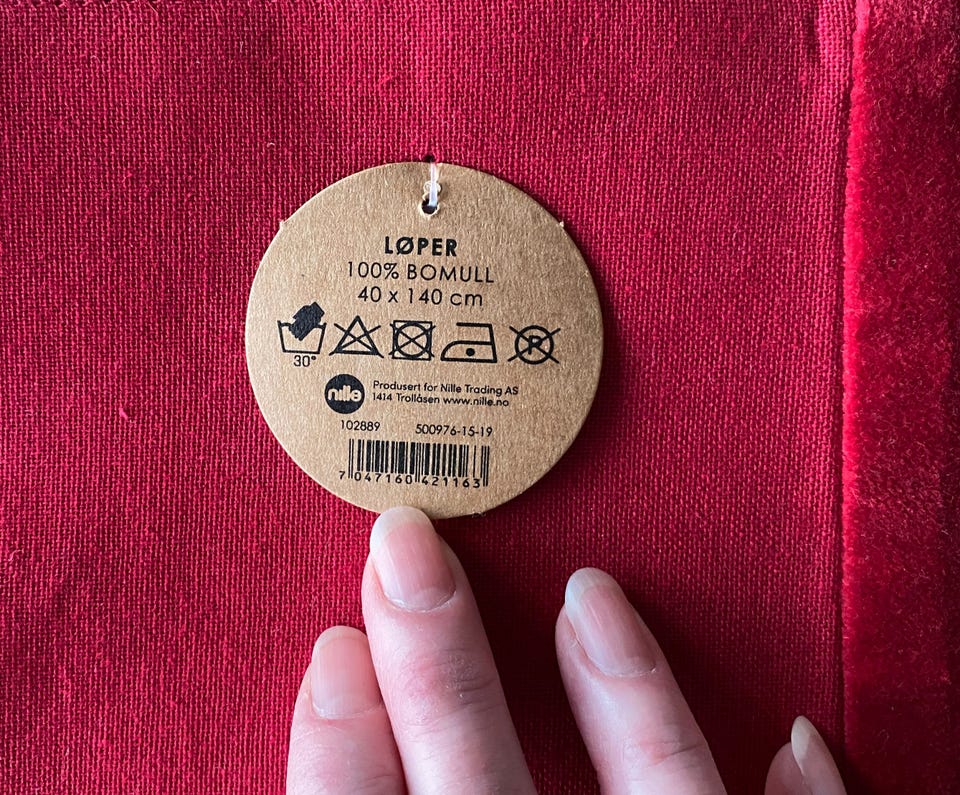 LØPER
100% BOMULL
40 x 140 cm
30°
P
nille
Produsert for Nille Trading AS
1414 Trollåsen www.nille.no
102889 500976-15-19
7 047160 421163